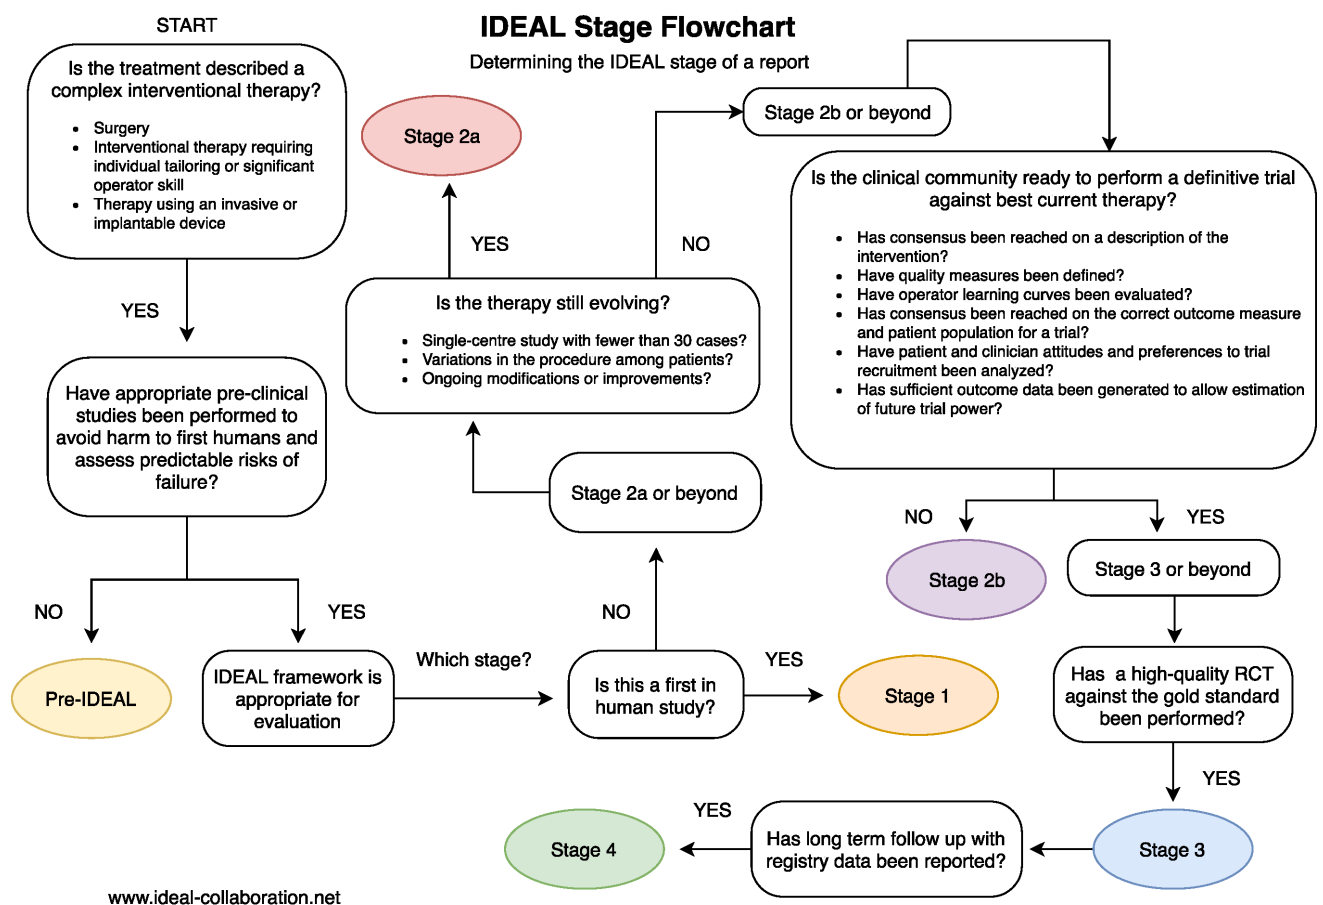 IDEAL Stage Flowchart
Determining the IDEAL stage of a report
START
Is the treatment described a
complex interventional therapy?
• Surgery
• Interventional therapy requiring
individual tailoring or significant
operator skill
• Therapy using an invasive or
implantable device
YES
Have appropriate pre-clinical
studies been performed to
avoid harm to first humans and
assess predictable risks of
failure?
NO
YES
Pre-IDEAL
IDEAL framework is
appropriate for
evaluation
Which stage?
Is this a first in
human study?
YES
Stage 1
NO
Stage 2a or beyond
Is the therapy still evolving?
• Single-centre study with fewer than 30 cases?
• Variations in the procedure among patients?
• Ongoing modifications or improvements?
YES
Stage 2a
NO
Stage 2b or beyond
Is the clinical community ready to perform a definitive trial
against best current therapy?
• Has consensus been reached on a description of the
intervention?
• Have quality measures been defined?
• Have operator learning curves been evaluated?
• Has consensus been reached on the correct outcome measure
and patient population for a trial?
• Have patient and clinician attitudes and preferences to trial
recruitment been analyzed?
• Has sufficient outcome data been generated to allow estimation
of future trial power?
NO
Stage 2b
YES
Stage 3 or beyond
Has a high-quality RCT
against the gold standard
been performed?
YES
Stage 3
Has long term follow up with
registry data been reported?
YES
Stage 4
www.ideal-collaboration.net